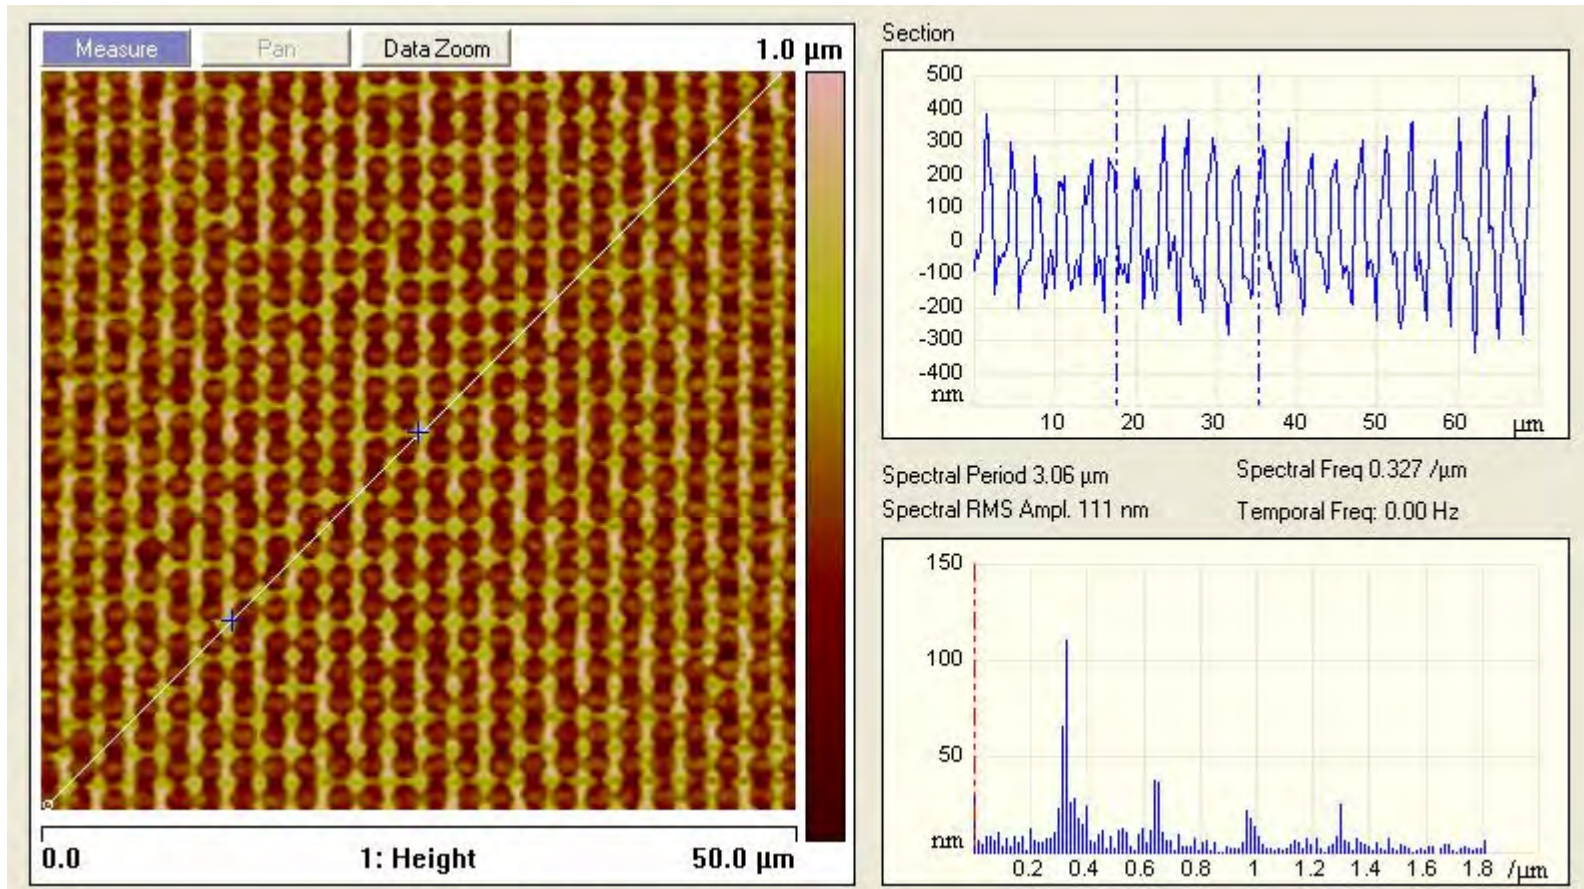 Measure Pan Data Zoom 1.0 µm
0.0 1: Height 50.0 µm
Section
500
400
300
200
100
0
-100
-200
-300
-400
nm
10 20 30 40 50 60 µm
Spectral Period 3.06 µm Spectral Freq 0.327 /µm
Spectral RMS Ampl. 111 nm Temporal Freq: 0.00 Hz
150
100
50
nm
0.2 0.4 0.6 0.8 1 1.2 1.4 1.6 1.8 /µm